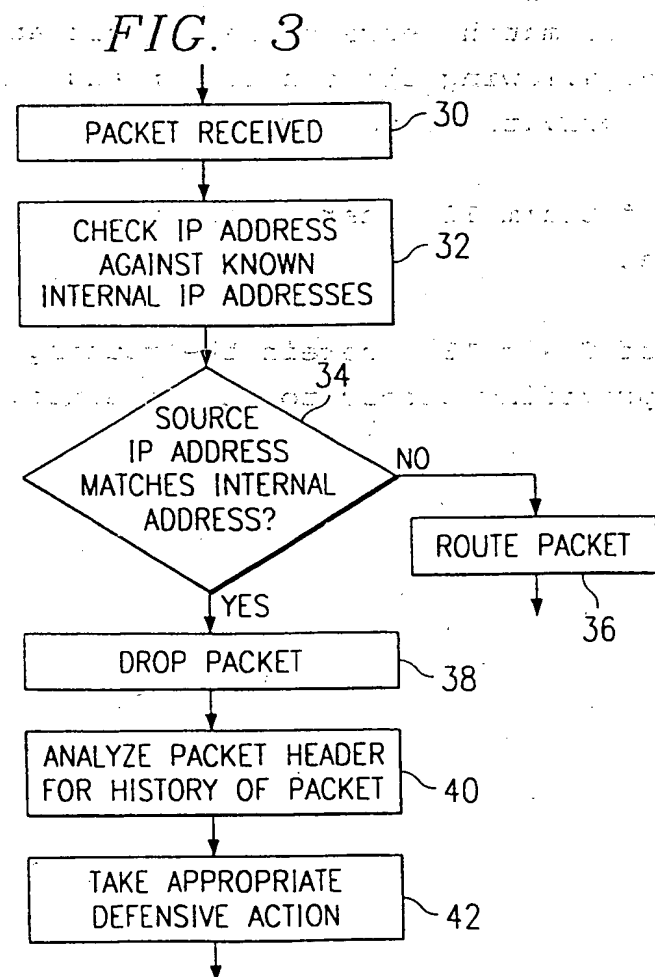 FIG. 3
PACKET RECEIVED
30
CHECK IP ADDRESS
AGAINST KNOWN
INTERNAL IP ADDRESSES
32
34
SOURCE
IP ADDRESS
MATCHES INTERNAL
ADDRESS?
NO
ROUTE PACKET
36
YES
DROP PACKET
38
ANALYZE PACKET HEADER
FOR HISTORY OF PACKET
40
TAKE APPROPRIATE
DEFENSIVE ACTION
42